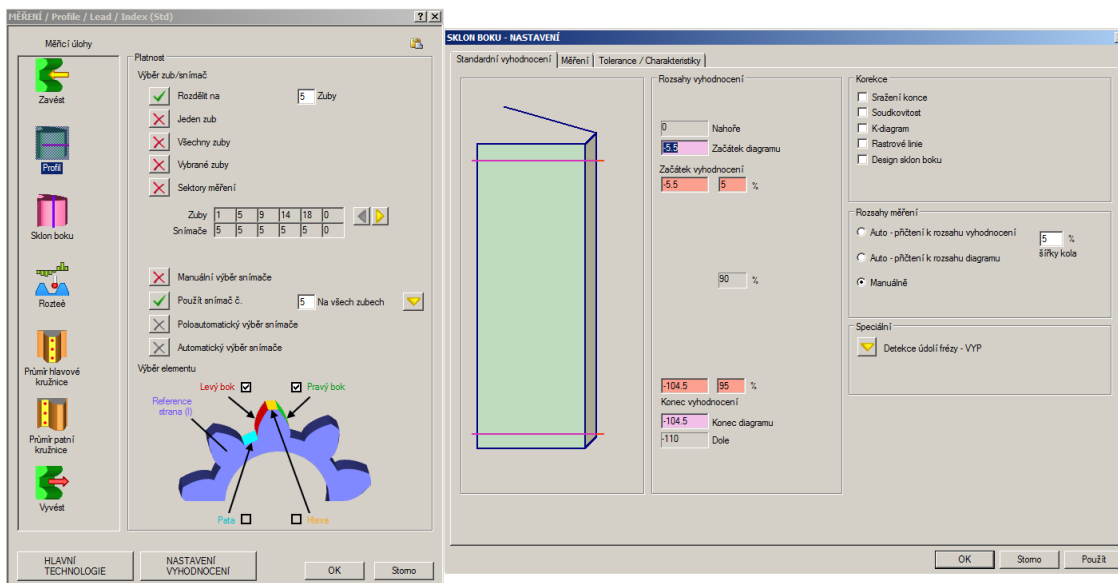 MĚŘENÍ / Profile / Lead / Index (Std)
Měřicí úlohy
Zavést
Profil
Sklon boku
Rozteč
Průmìr hlavové
kružnice
Průmìr patní
kružnice
Vyvést
Platnost
Výběr zub/snímač
Rozdělit na 5 Zuby
Jeden zub
Všechny zuby
Vybrané zuby
Sektory měření
Zuby 1 5 9 14 18 0
Snímače 5 5 5 5 5 0
Manuální výběr snímače
Použít snímač č. 5 Na všech zubech
Poloautomatický výběr snímače
Automatický výběr snímače
Výběr elementu
Levý bok Pravý bok
Reference
strana (I)
Pata Hlava
HLAVNÍ
TECHNOLOGIE
NASTAVENÍ
VYHODNOCENÍ
OK Storno
SKLON BOKU - NASTAVENÍ
Standardní vyhodnocení Měření Tolerance / Charakteristiky
Rozsahy vyhodnocení
0 Nahoře
-5.5 Začátek diagramu
Začátek vyhodnocení
-5.5 5 %
90 %
-104.5 95 %
Konec vyhodnocení
-104.5 Konec diagramu
-110 Dole
Korekce
Sražení konce
Soudkovitost
K-diagram
Rastrové linie
Design sklon boku
Rozsahy měření
Auto - přičtení k rozsahu vyhodnocení
5 %
šířky kola
Auto - přičtení k rozsahu diagramu
Manuálně
Speciální
Detekce údolí frézy - VYP
OK Storno Použít